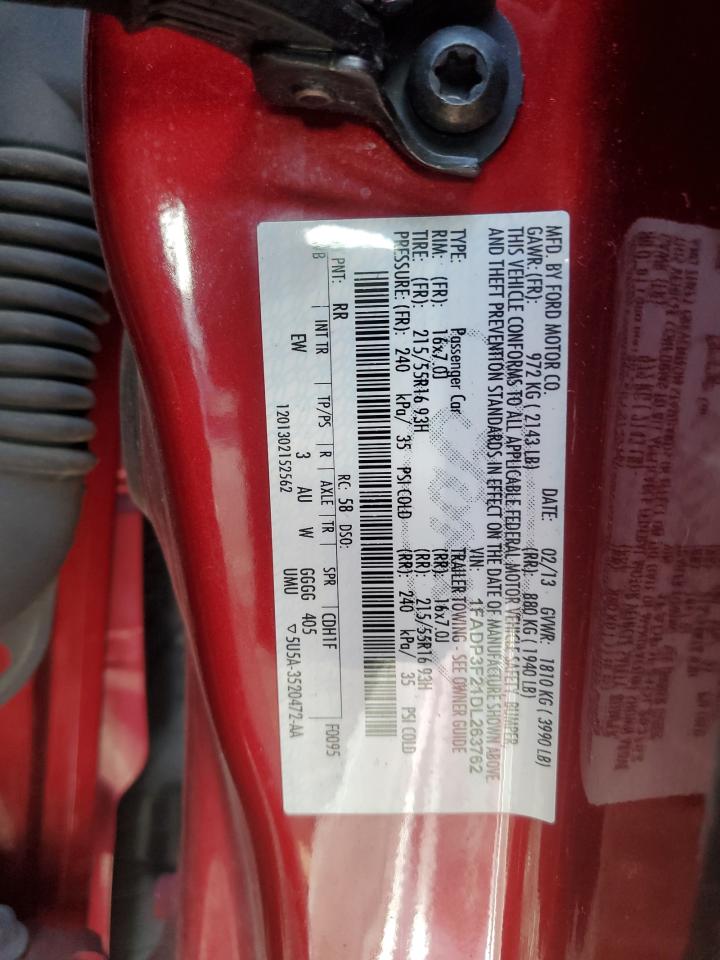 MFD. BY FORD MOTOR CO. DATE: 02/13 GVWR: 1810 KG ( 3990 LB)
GAWR: (FR): 972 KG ( 2143 LB) (RR): 880 KG ( 1940 LB)
THIS VEHICLE CONFORMS TO ALL APPLICABLE FEDERAL MOTOR VEHICLE SAFETY, BUMPER,
AND THEFT PREVENTION STANDARDS IN EFFECT ON THE DATE OF MANUFACTURE SHOWN ABOVE
VIN: 1FADP3F21DL263762
TYPE: Passenger Car TRAILER TOWING - SEE OWNER GUIDE
RIM: (FR): 16x7.0J (RR): 16x7.0J
TIRE: (FR): 215/55R16 93H (RR): 215/55R16 93H
PRESSURE: (FR): 240 kPa/ 35 PSI COLD (RR): 240 kPa/ 35 PSI COLD
F0095
PNT: RR RC: 58 DSO:
INT TR TP/PS R AXLE TR SPR CDH1F
EW 3 AU W GGGG 405
UMU ▽5U5A-3520472-AA
1201302152562